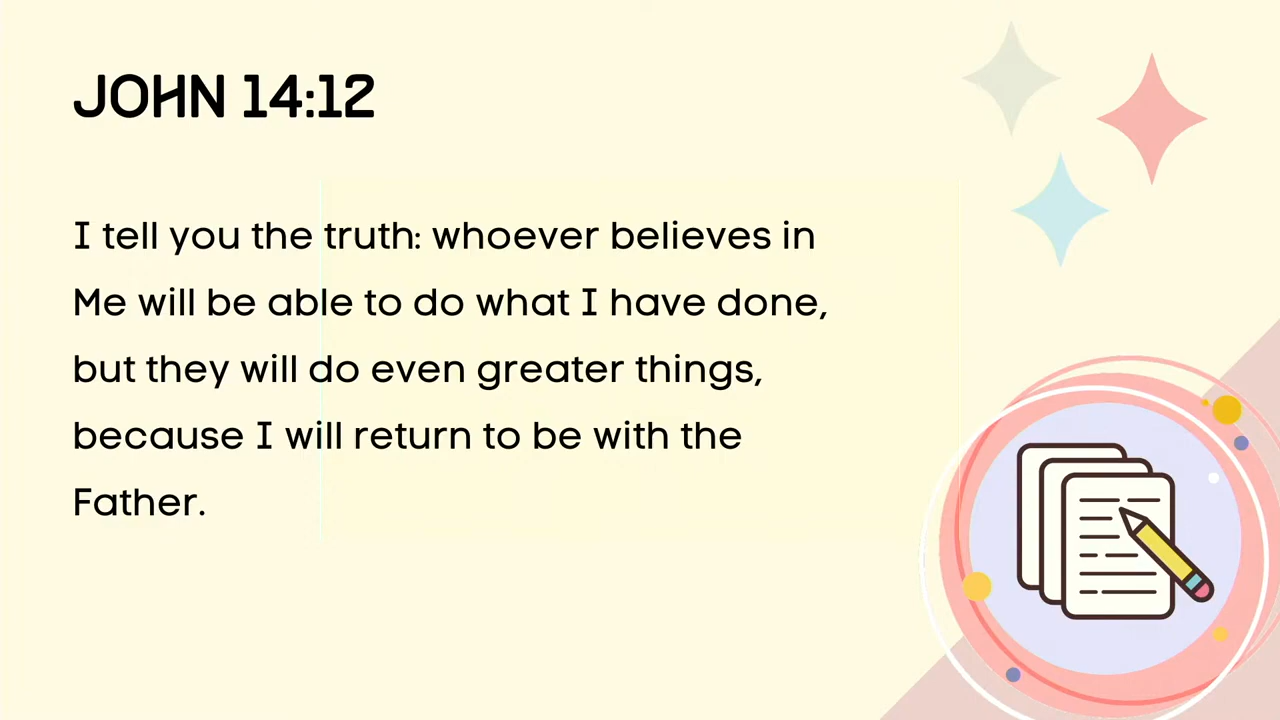 JOHN 14:12
I tell you the truth: whoever believes in
Me will be able to do what I have done,
but they will do even greater things,
because I will return to be with the
Father.